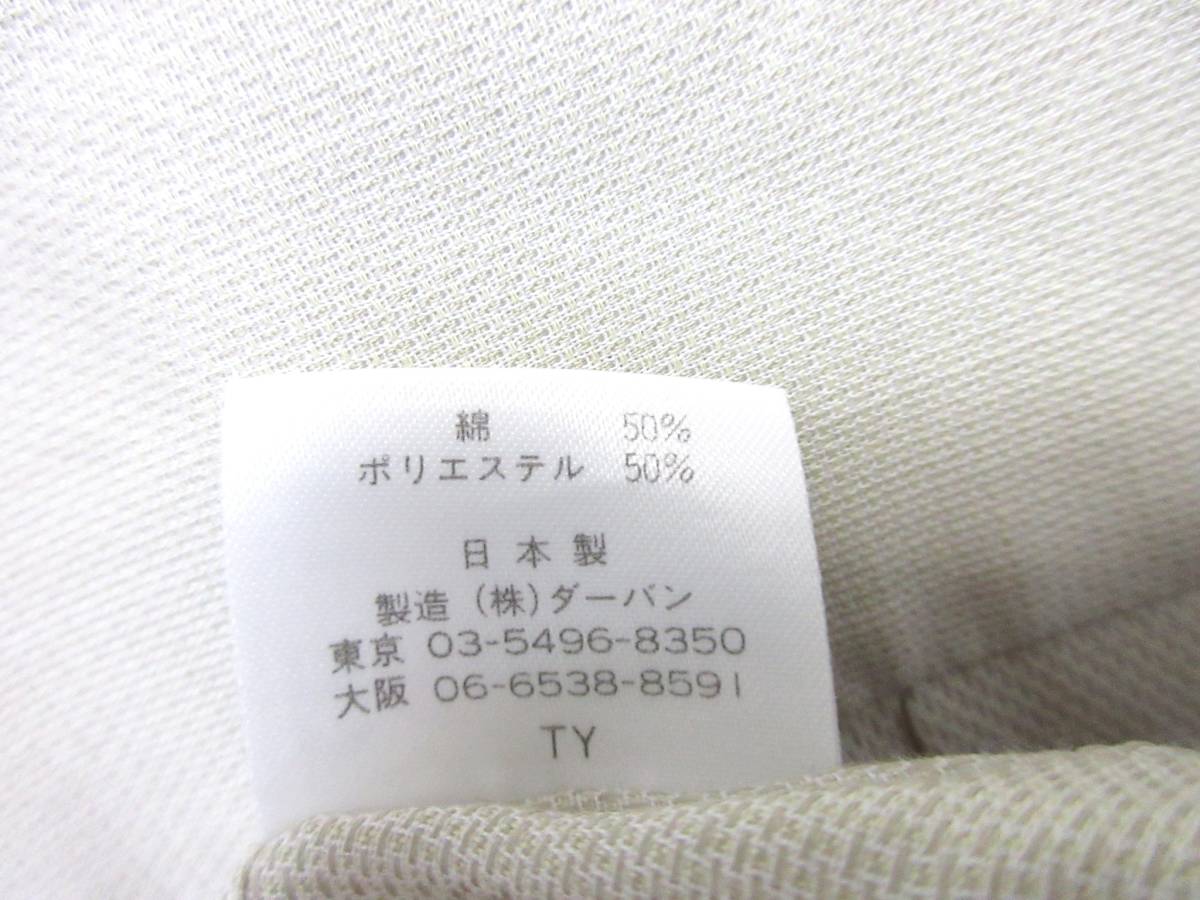 綿 50%
ポリエステル 50%
日本製
製造 (株)ダーバン
東京 03-5496-8350
大阪 06-6538-8591
TY